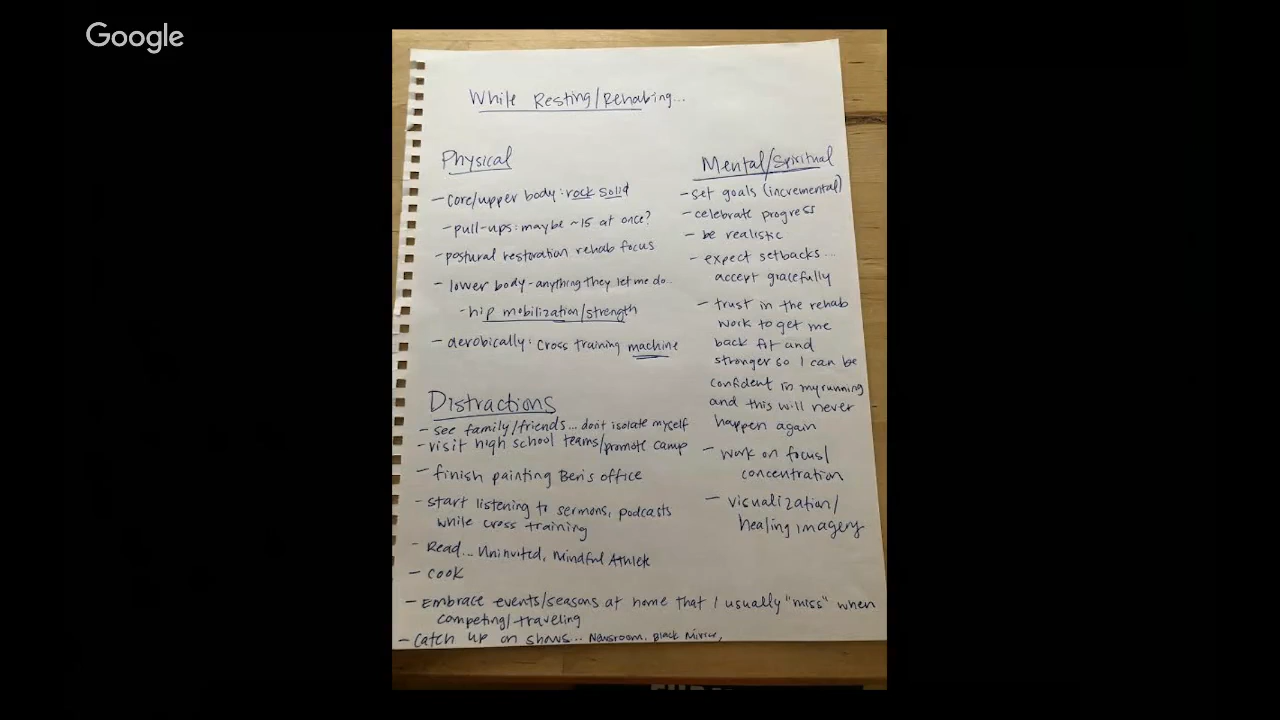 Google
While Resting/Rehabing...
Physical
- core/upper body: rock solid
- pull-ups: maybe ~15 at once?
- postural restoration rehab focus
- lower body - anything they let me do..
- hip mobilization/strength
- aerobically: cross training machine
Mental/Spiritual
- set goals (incremental)
- celebrate progress
- be realistic
- expect setbacks...
accept gracefully
- trust in the rehab
work to get me
back fit and
stronger so I can be
confident in my running
and this will never
happen again
- work on focus/
concentration
- visualization/
healing imagery
Distractions
- see family/friends... don't isolate myself
- visit high school teams/promote camp
- finish painting Ben's office
- start listening to sermons, podcasts
while cross training
- Read... Uninvited, Mindful Athlete
- cook
- Embrace events/seasons at home that I usually "miss" when
competing/traveling
- catch up on shows... Newsroom, Black Mirror,